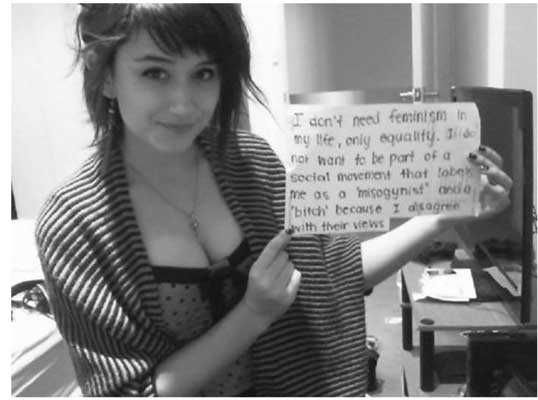 I don't need feminism in
my life, only equality. I do
not want to be part of a
social movement that labels
me as a 'misogynist' and a
'bitch' because I disagree
with their views